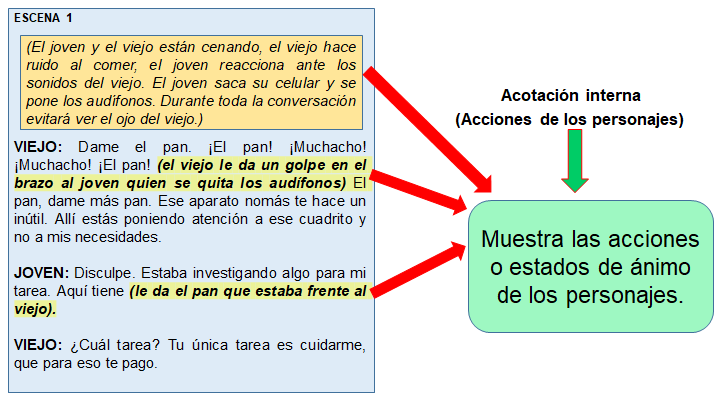 ESCENA 1
(El joven y el viejo están cenando, el viejo hace
ruido al comer, el joven reacciona ante los
sonidos del viejo. El joven saca su celular y se
pone los audífonos. Durante toda la conversación
evitará ver el ojo del viejo.)
VIEJO: Dame el pan. ¡El pan! ¡Muchacho!
¡Muchacho! ¡El pan! (el viejo le da un golpe en el
brazo al joven quien se quita los audífonos) El
pan, dame más pan. Ese aparato nomás te hace un
inútil. Allí estás poniendo atención a ese cuadrito y
no a mis necesidades.
JOVEN: Disculpe. Estaba investigando algo para mi
tarea. Aquí tiene (le da el pan que estaba frente al
viejo).
VIEJO: ¿Cuál tarea? Tu única tarea es cuidarme,
que para eso te pago.
Acotación interna
(Acciones de los personajes)
Muestra las acciones
o estados de ánimo
de los personajes.